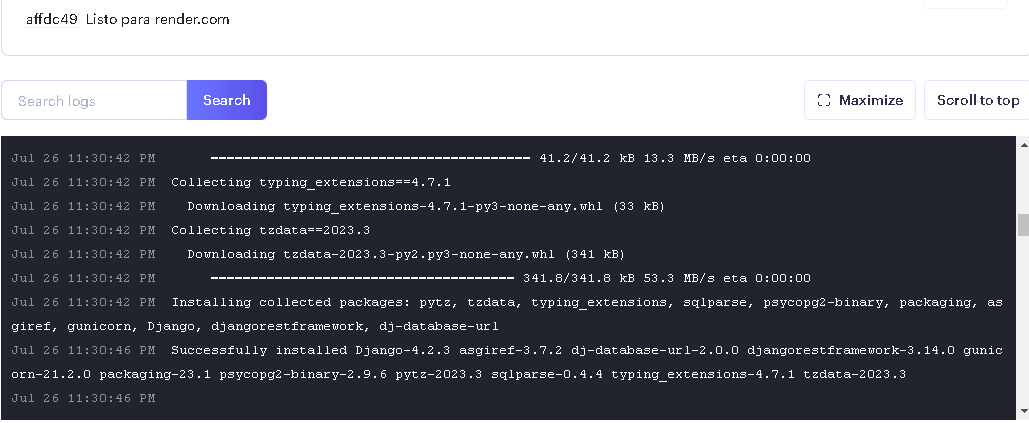 affdc49 Listo para render.com
Search logs Search Maximize Scroll to top
Jul 26 11:30:42 PM ---------------------------------------- 41.2/41.2 kB 13.3 MB/s eta 0:00:00
Jul 26 11:30:42 PM Collecting typing_extensions==4.7.1
Jul 26 11:30:42 PM Downloading typing_extensions-4.7.1-py3-none-any.whl (33 kB)
Jul 26 11:30:42 PM Collecting tzdata==2023.3
Jul 26 11:30:42 PM Downloading tzdata-2023.3-py2.py3-none-any.whl (341 kB)
Jul 26 11:30:42 PM -------------------------------------- 341.8/341.8 kB 53.3 MB/s eta 0:00:00
Jul 26 11:30:42 PM Installing collected packages: pytz, tzdata, typing_extensions, sqlparse, psycopg2-binary, packaging, as
giref, gunicorn, Django, djangorestframework, dj-database-url
Jul 26 11:30:46 PM Successfully installed Django-4.2.3 asgiref-3.7.2 dj-database-url-2.0.0 djangorestframework-3.14.0 gunic
orn-21.2.0 packaging-23.1 psycopg2-binary-2.9.6 pytz-2023.3 sqlparse-0.4.4 typing_extensions-4.7.1 tzdata-2023.3
Jul 26 11:30:46 PM